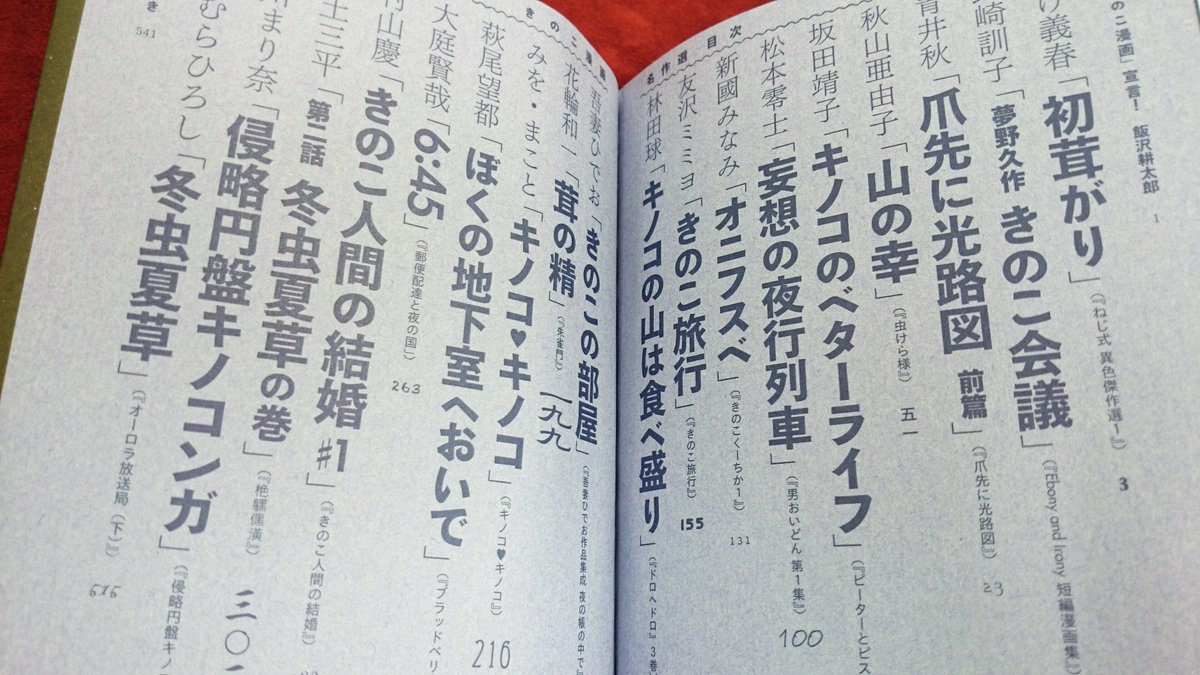 のこ漫画」宣言! 飯沢耕太郎 1
げ義春「初茸がり」(『ねじ式 異色傑作選1』) 3
崎訓子「夢野久作 きのこ会議」(『Ebony and Irony 短編漫画集』)
青井秋「爪先に光路図 前篇」(『爪先に光路図』) 23
秋山亜由子「山の幸」(『虫けら様』) 五一
坂田靖子「キノコのベターライフ」(『ピーターとピス
松本零士「妄想の夜行列車」(『男おいどん 第1集』) 100
新國みなみ「オニフスベ」(『きのこくーちか1』) 131
友沢ミミヨ「きのこ旅行」(『きのこ旅行』) 155
林田球「キノコの山は食べ盛り」(『ドロヘドロ』3巻
名作選 目次
きのこ漫画
吾妻ひでお「きのこの部屋」(『吾妻ひでお作品集成 夜の帳の中で』
花輪和一「茸の精」(『朱雀門』) 一九九
みを・まこと「キノコ♥キノコ」(『キノコ♥キノコ』) 216
萩尾望都「ぼくの地下室へおいで」(『ブラッドベリ
大庭賢哉「6:45」(『郵便配達と夜の国』) 263
村山慶「きのこ人間の結婚 #1」(『きのこ人間の結婚』)
三平「第二話 冬虫夏草の巻」
まり奈「侵略円盤キノコンガ」(『侵略円盤キノ
むらひろし「冬虫夏草」(『オーロラ放送局(下)』) 515
き 541